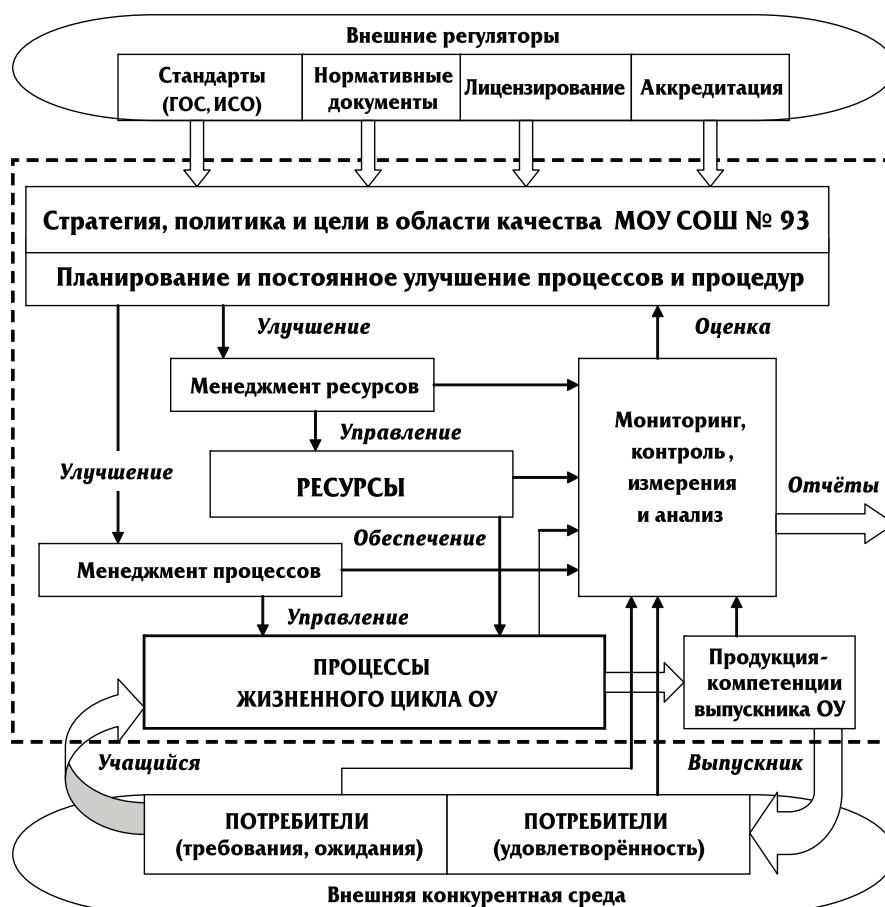 Внешние регуляторы
Стандарты
(ГОС, ИСО)
Нормативные
документы
Лицензирование
Аккредитация
Стратегия, политика и цели в области качества МОУ СОШ № 93
Планирование и постоянное улучшение процессов и процедур
Улучшение
Оценка
Менеджмент ресурсов
Управление
Мониторинг,
контроль,
измерения
и анализ
Улучшение
РЕСУРСЫ
Отчёты
Обеспечение
Менеджмент процессов
Управление
ПРОЦЕССЫ
ЖИЗНЕННОГО ЦИКЛА ОУ
Продукция-
компетенции
выпускника ОУ
Учащийся
Выпускник
ПОТРЕБИТЕЛИ
(требования, ожидания)
ПОТРЕБИТЕЛИ
(удовлетворённость)
Внешняя конкурентная среда